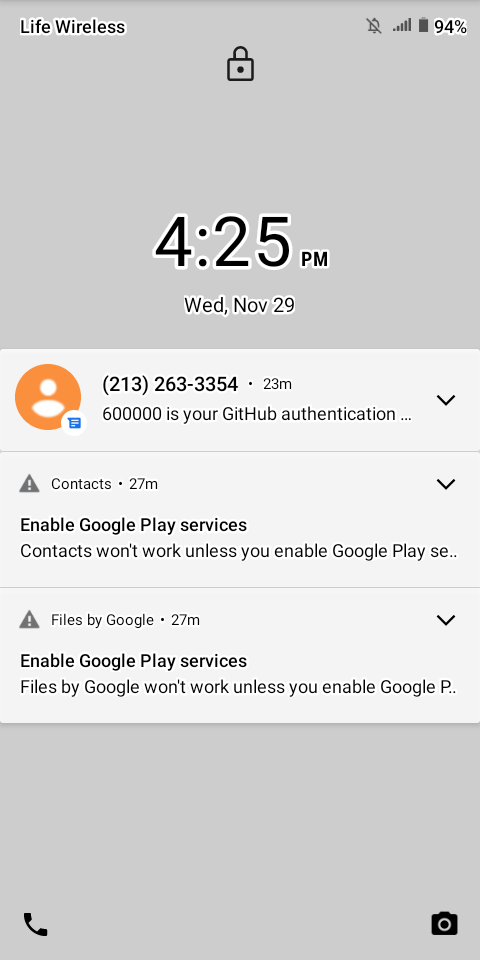 Life Wireless 94%
4:25 PM
Wed, Nov 29
(213) 263-3354 • 23m
600000 is your GitHub authentication ...
Contacts • 27m
Enable Google Play services
Contacts won't work unless you enable Google Play se..
Files by Google • 27m
Enable Google Play services
Files by Google won't work unless you enable Google P..